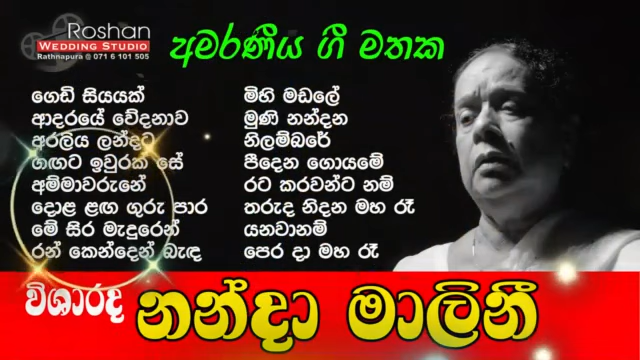 Roshan
WEDDING STUDIO
Rathnapura @ 071 6 101 505
අමරණීය ගී මතක
ගෙඩි සියයක්
ආදරයේ වේදනාව
අරලිය ලන්දට
ගඟට ඉවුරක් සේ
අම්මාවරුනේ
දොළ ළඟ ගුරු පාර
මේ සිර මැදුරෙන්
රන් කෙන්දෙන් බැඳ
මිහි මඩලේ
මුණි නන්දන
නිලම්බරේ
පීදෙන ගොයමේ
රට කරවන්ට නම්
තරුද නිදන මහ රෑ
යනවානම්
පෙර දා මහ රෑ
විශාරද
නන්දා මාලිනී